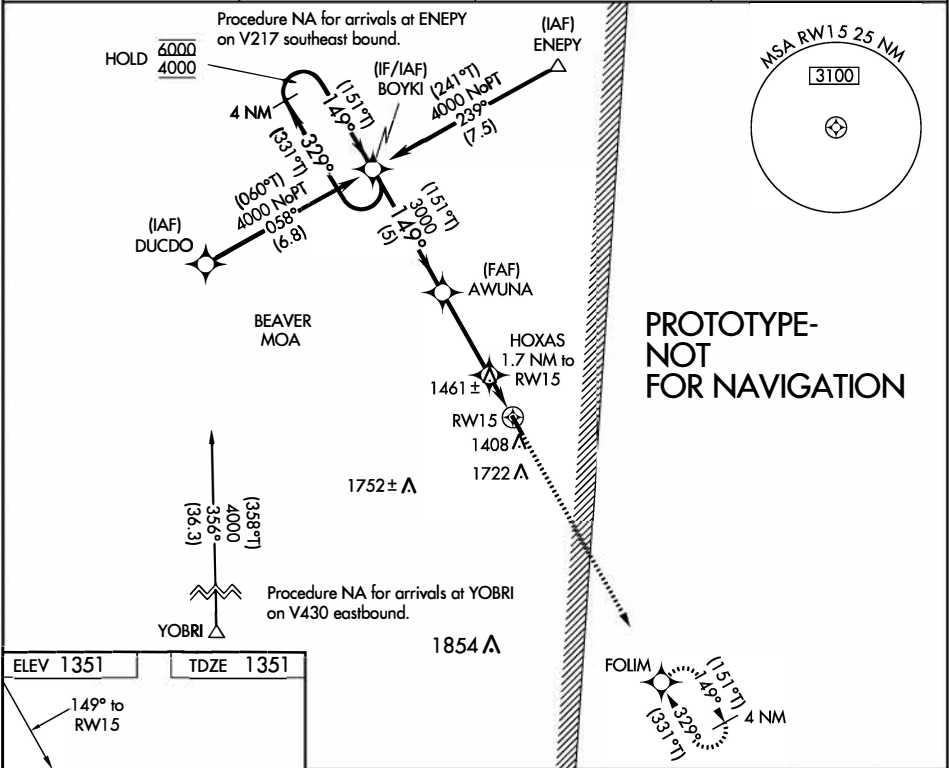 Procedure NA for arrivals at ENEPY
on V217 southeast bound.
HOLD 6000
4000
4 NM
(151°T)
149°
329°
(331°T)
(IF/IAF)
BOYKI
(IAF)
ENEPY
(241°T)
4000 NoPT
239°
(7.5)
MSA RW15 25 NM
3100
(060°T)
4000 NoPT
058°
(6.8)
(IAF)
DUCDO
(151°T)
3000
149°
(5)
(FAF)
AWUNA
BEAVER
MOA
HOXAS
1.7 NM to
RW15
1461±
RW15
1408
1722
1752±
PROTOTYPE-
NOT
FOR NAVIGATION
(358°T)
4000
356°
(36.3)
YOBRI
Procedure NA for arrivals at YOBRI
on V430 eastbound.
1854
FOLIM
(151°T)
149°
4 NM
329°
(331°T)
ELEV 1351
TDZE 1351
149° to
RW15